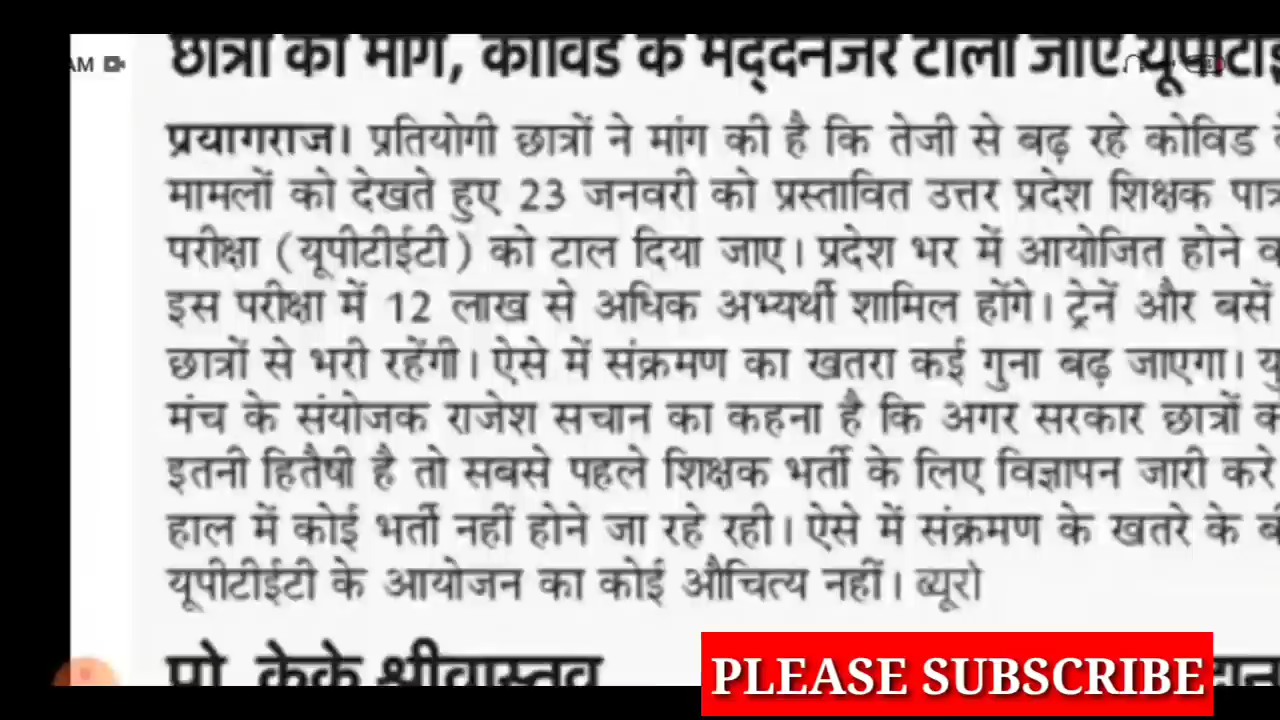 AM
छात्रों की मांग, कोविड के मद्देनजर टाला जाए यूपीटीई
प्रयागराज। प्रतियोगी छात्रों ने मांग की है कि तेजी से बढ़ रहे कोविड
मामलों को देखते हुए 23 जनवरी को प्रस्तावित उत्तर प्रदेश शिक्षक पात्र
परीक्षा (यूपीटीईटी) को टाल दिया जाए। प्रदेश भर में आयोजित होने व
इस परीक्षा में 12 लाख से अधिक अभ्यर्थी शामिल होंगे। ट्रेनें और बसें
छात्रों से भरी रहेंगी। ऐसे में संक्रमण का खतरा कई गुना बढ़ जाएगा। यु
मंच के संयोजक राजेश सचान का कहना है कि अगर सरकार छात्रों क
इतनी हितैषी है तो सबसे पहले शिक्षक भर्ती के लिए विज्ञापन जारी करे
हाल में कोई भर्ती नहीं होने जा रहे रही। ऐसे में संक्रमण के खतरे के ब
यूपीटीईटी के आयोजन का कोई औचित्य नहीं। ब्यूरो
प्रो. केके श्रीवास्तव
PLEASE SUBSCRIBE